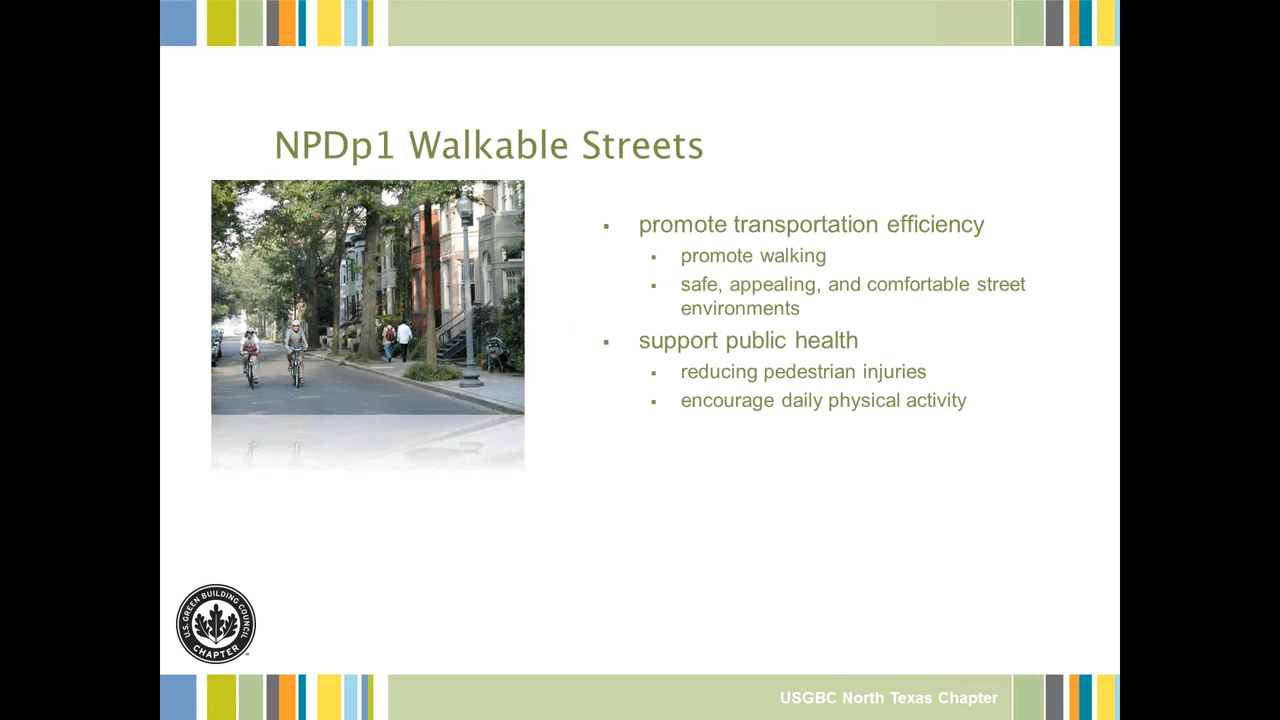 NPDp1 Walkable Streets
▪ promote transportation efficiency
▪ promote walking
▪ safe, appealing, and comfortable street
environments
▪ support public health
▪ reducing pedestrian injuries
▪ encourage daily physical activity
U.S. GREEN BUILDING COUNCIL
CHAPTER
USGBC North Texas Chapter